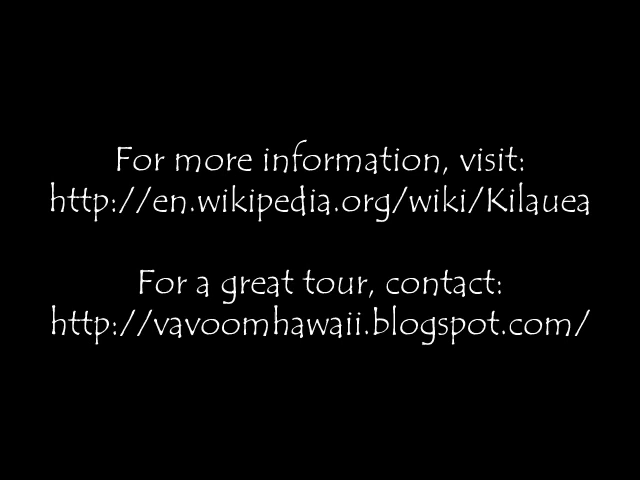 For more information, visit:
http://en.wikipedia.org/wiki/Kilauea
For a great tour, contact:
http://vavoomhawaii.blogspot.com/